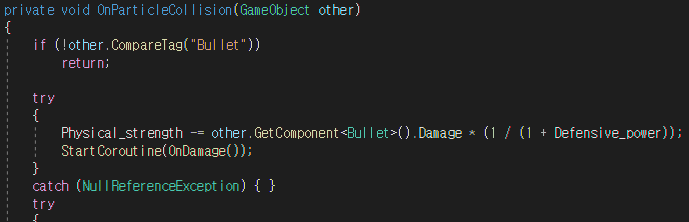 private void OnParticleCollision(GameObject other)
{
if (!other.CompareTag("Bullet"))
return;
try
{
Physical_strength -= other.GetComponent<Bullet>().Damage * (1 / (1 + Defensive_power));
StartCoroutine(OnDamage());
}
catch (NullReferenceException) { }
try
{